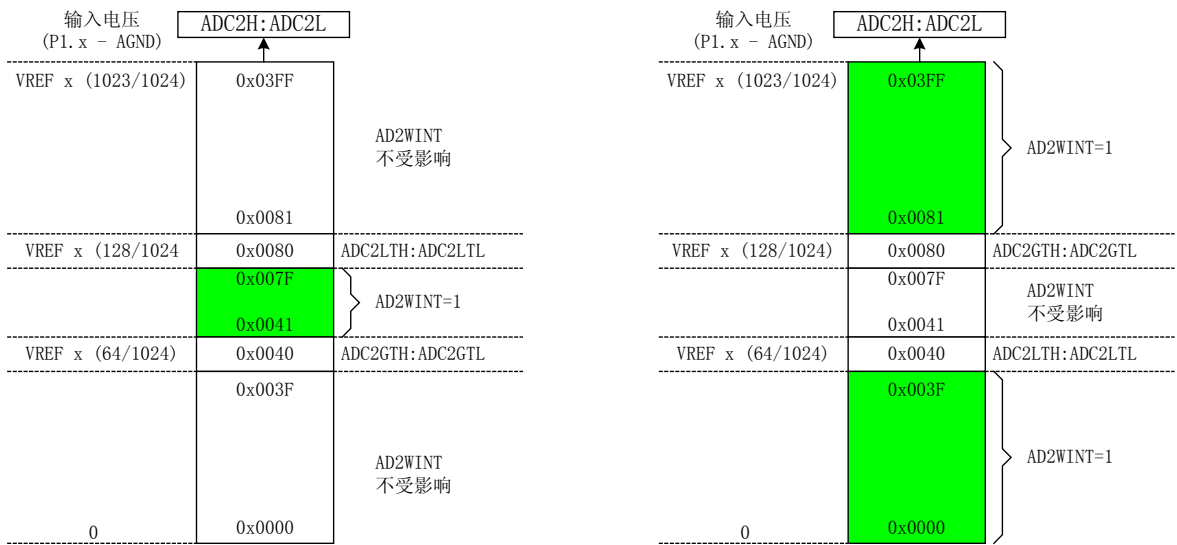 输入电压
(P1.x - AGND)
ADC2H:ADC2L
VREF x (1023/1024)
0x03FF
AD2WINT
不受影响
0x0081
VREF x (128/1024
0x0080
ADC2LTH:ADC2LTL
0x007F
AD2WINT=1
0x0041
VREF x (64/1024)
0x0040
ADC2GTH:ADC2GTL
0x003F
AD2WINT
不受影响
0
0x0000
输入电压
(P1.x - AGND)
ADC2H:ADC2L
VREF x (1023/1024)
0x03FF
AD2WINT=1
0x0081
VREF x (128/1024)
0x0080
ADC2GTH:ADC2GTL
0x007F
AD2WINT
不受影响
0x0041
VREF x (64/1024)
0x0040
ADC2LTH:ADC2LTL
0x003F
AD2WINT=1
0
0x0000